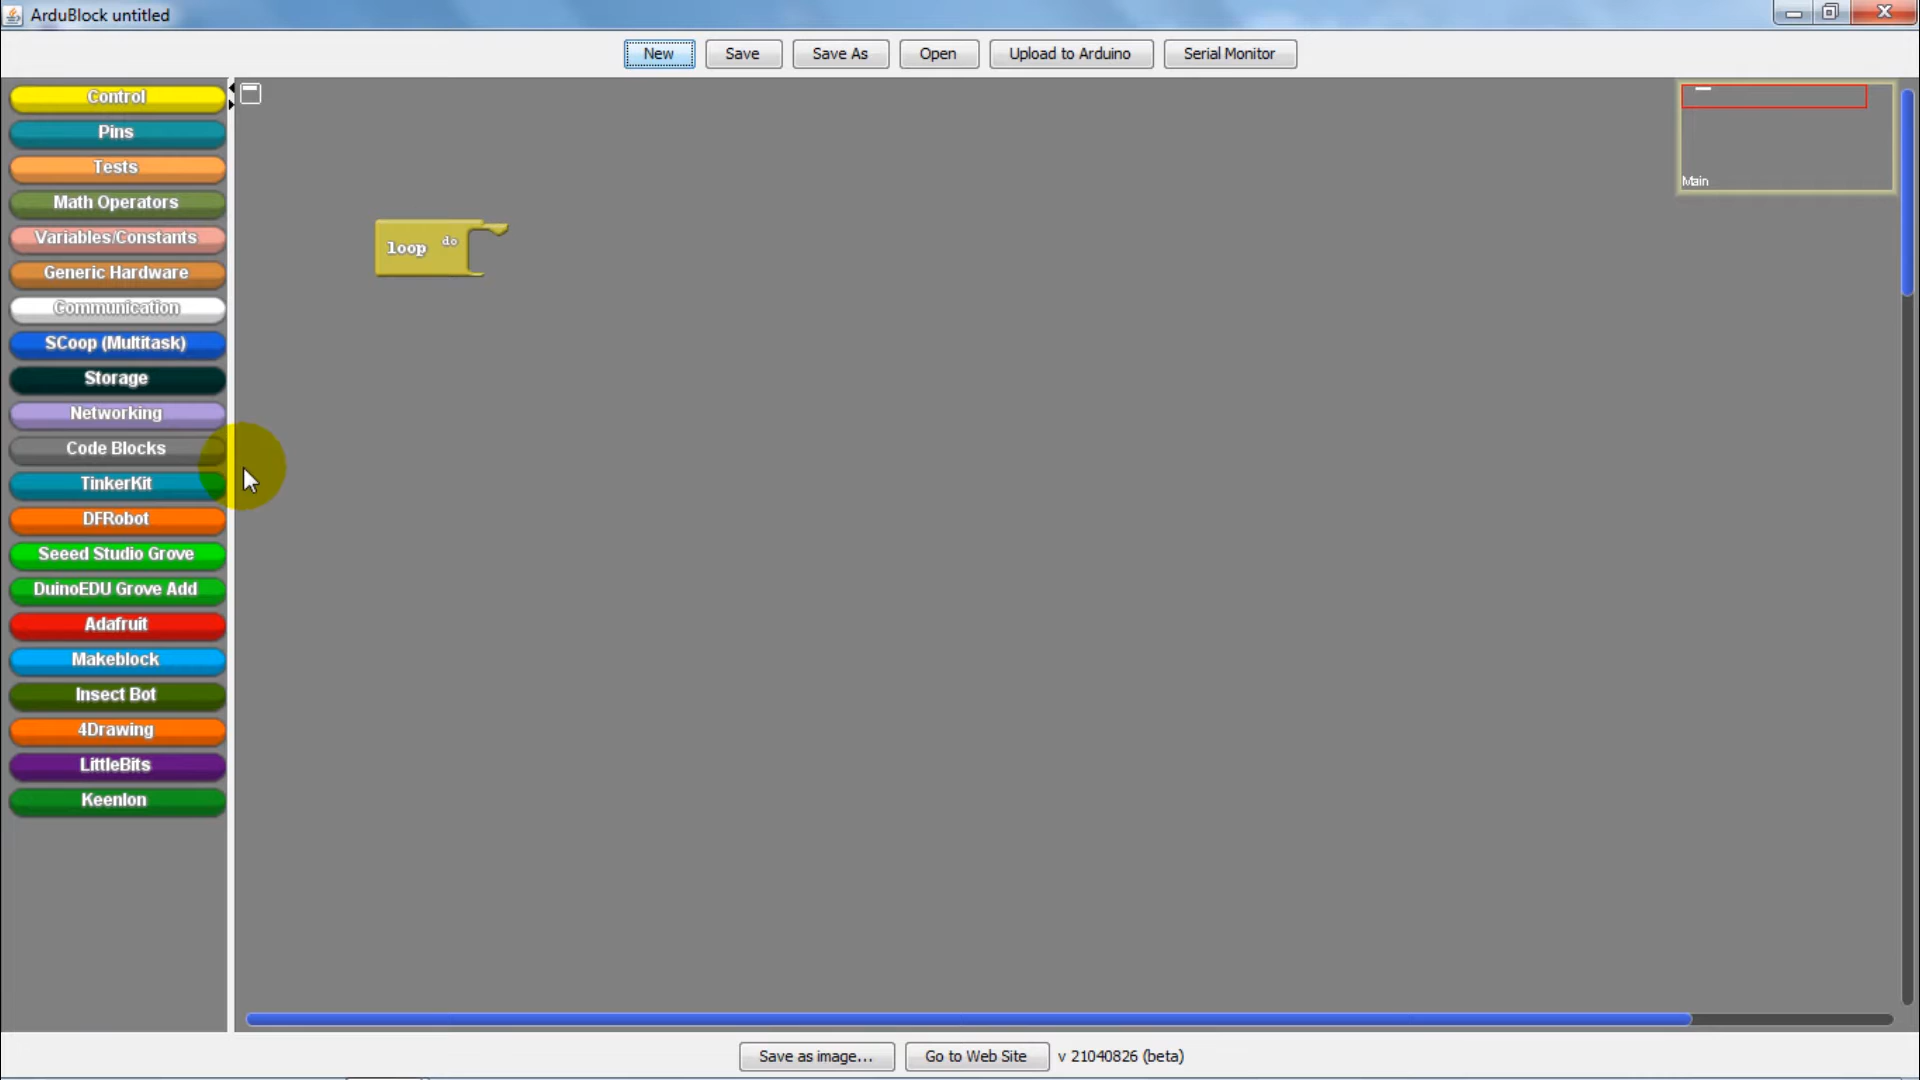 ArduBlock untitled
New Save Save As Open Upload to Arduino Serial Monitor
Control
Pins
Tests
Math Operators
Variables/Constants
Generic Hardware
Communication
SCoop (Multitask)
Storage
Networking
Code Blocks
TinkerKit
DFRobot
Seeed Studio Grove
DuinoEDU Grove Add
Adafruit
Makeblock
Insect Bot
4Drawing
LittleBits
Keenlon
loop do
Main
Save as image... Go to Web Site v 21040826 (beta)